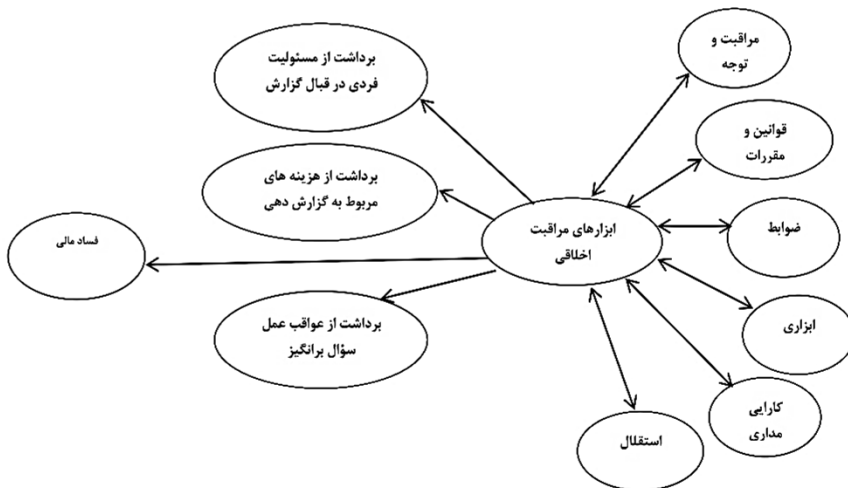 مراقبت و
توجه
برداشت از مسئولیت
فردی در قبال گزارش
قوانین و
مقررات
برداشت از هزینه های
مربوط به گزارش دهی
ابزارهای مراقبت
اخلاقی
ضوابط
فساد مالی
برداشت از عواقب عمل
سؤال برانگیز
ابزاری
کارایی
مداری
استقلال